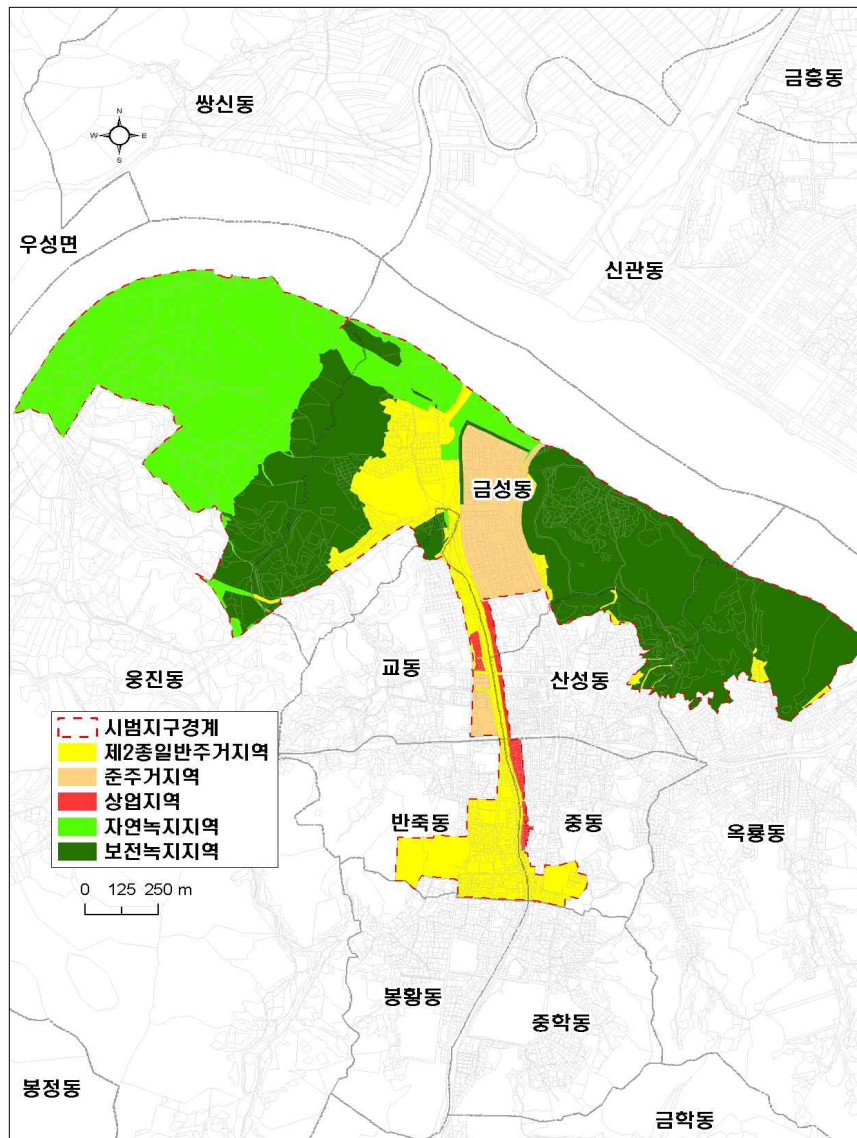 금흥동
쌍신동
N
W E
S
우성면
신관동
금성동
교동
산성동
웅진동
시범지구경계
제2종일반주거지역
준주거지역
상업지역
자연녹지지역
보전녹지지역
반죽동
중동
옥룡동
0 125 250 m
봉황동
중학동
봉정동
금학동